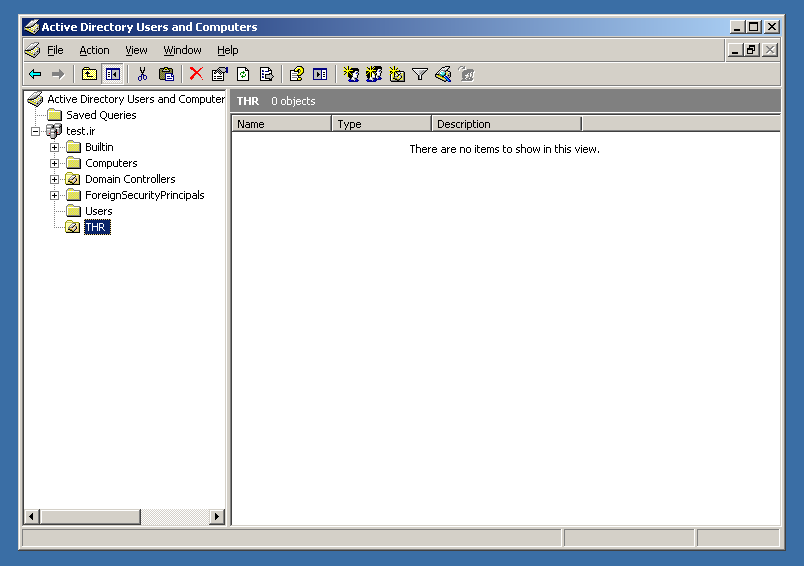 Active Directory Users and Computers
File Action View Window Help
Active Directory Users and Computer
Saved Queries
test.ir
Builtin
Computers
Domain Controllers
ForeignSecurityPrincipals
Users
THR
THR 0 objects
Name Type Description
There are no items to show in this view.